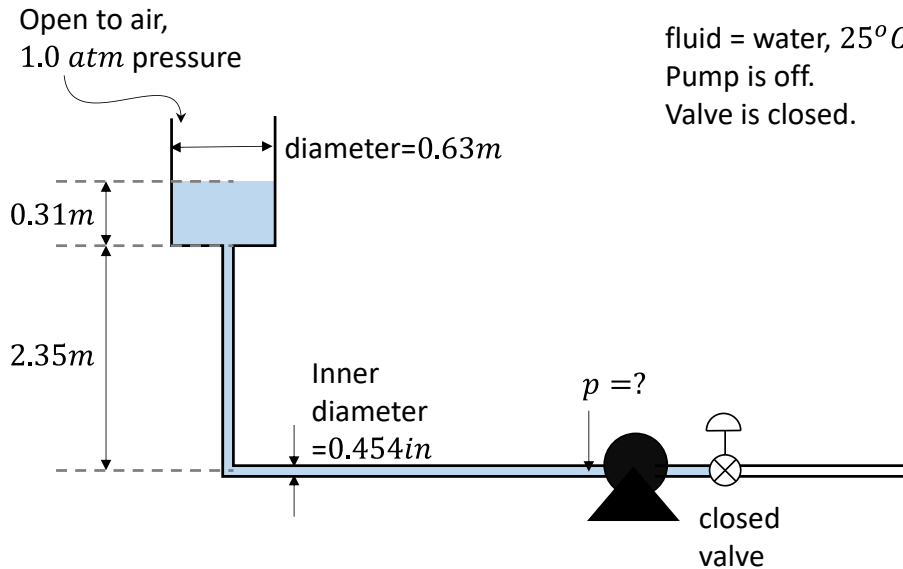 Open to air,
1.0 atm pressure
fluid = water, 25°C
Pump is off.
Valve is closed.
diameter=0.63m
0.31m
2.35m
Inner
diameter
=0.454in
p =?
closed
valve